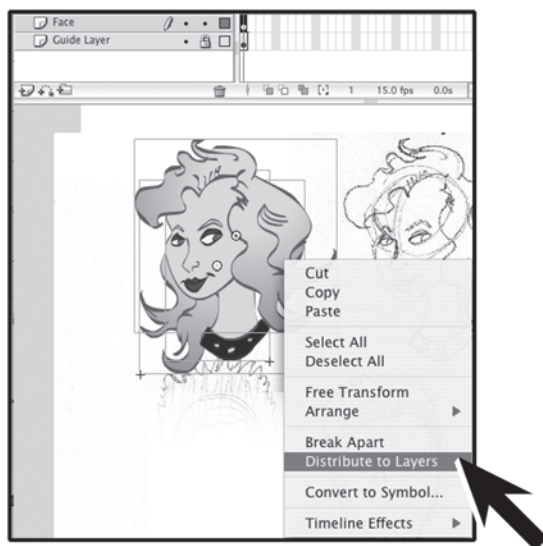 Face
Guide Layer
1 15.0 fps 0.0s
Cut
Copy
Paste
Select All
Deselect All
Free Transform
Arrange
Break Apart
Distribute to Layers
Convert to Symbol...
Timeline Effects